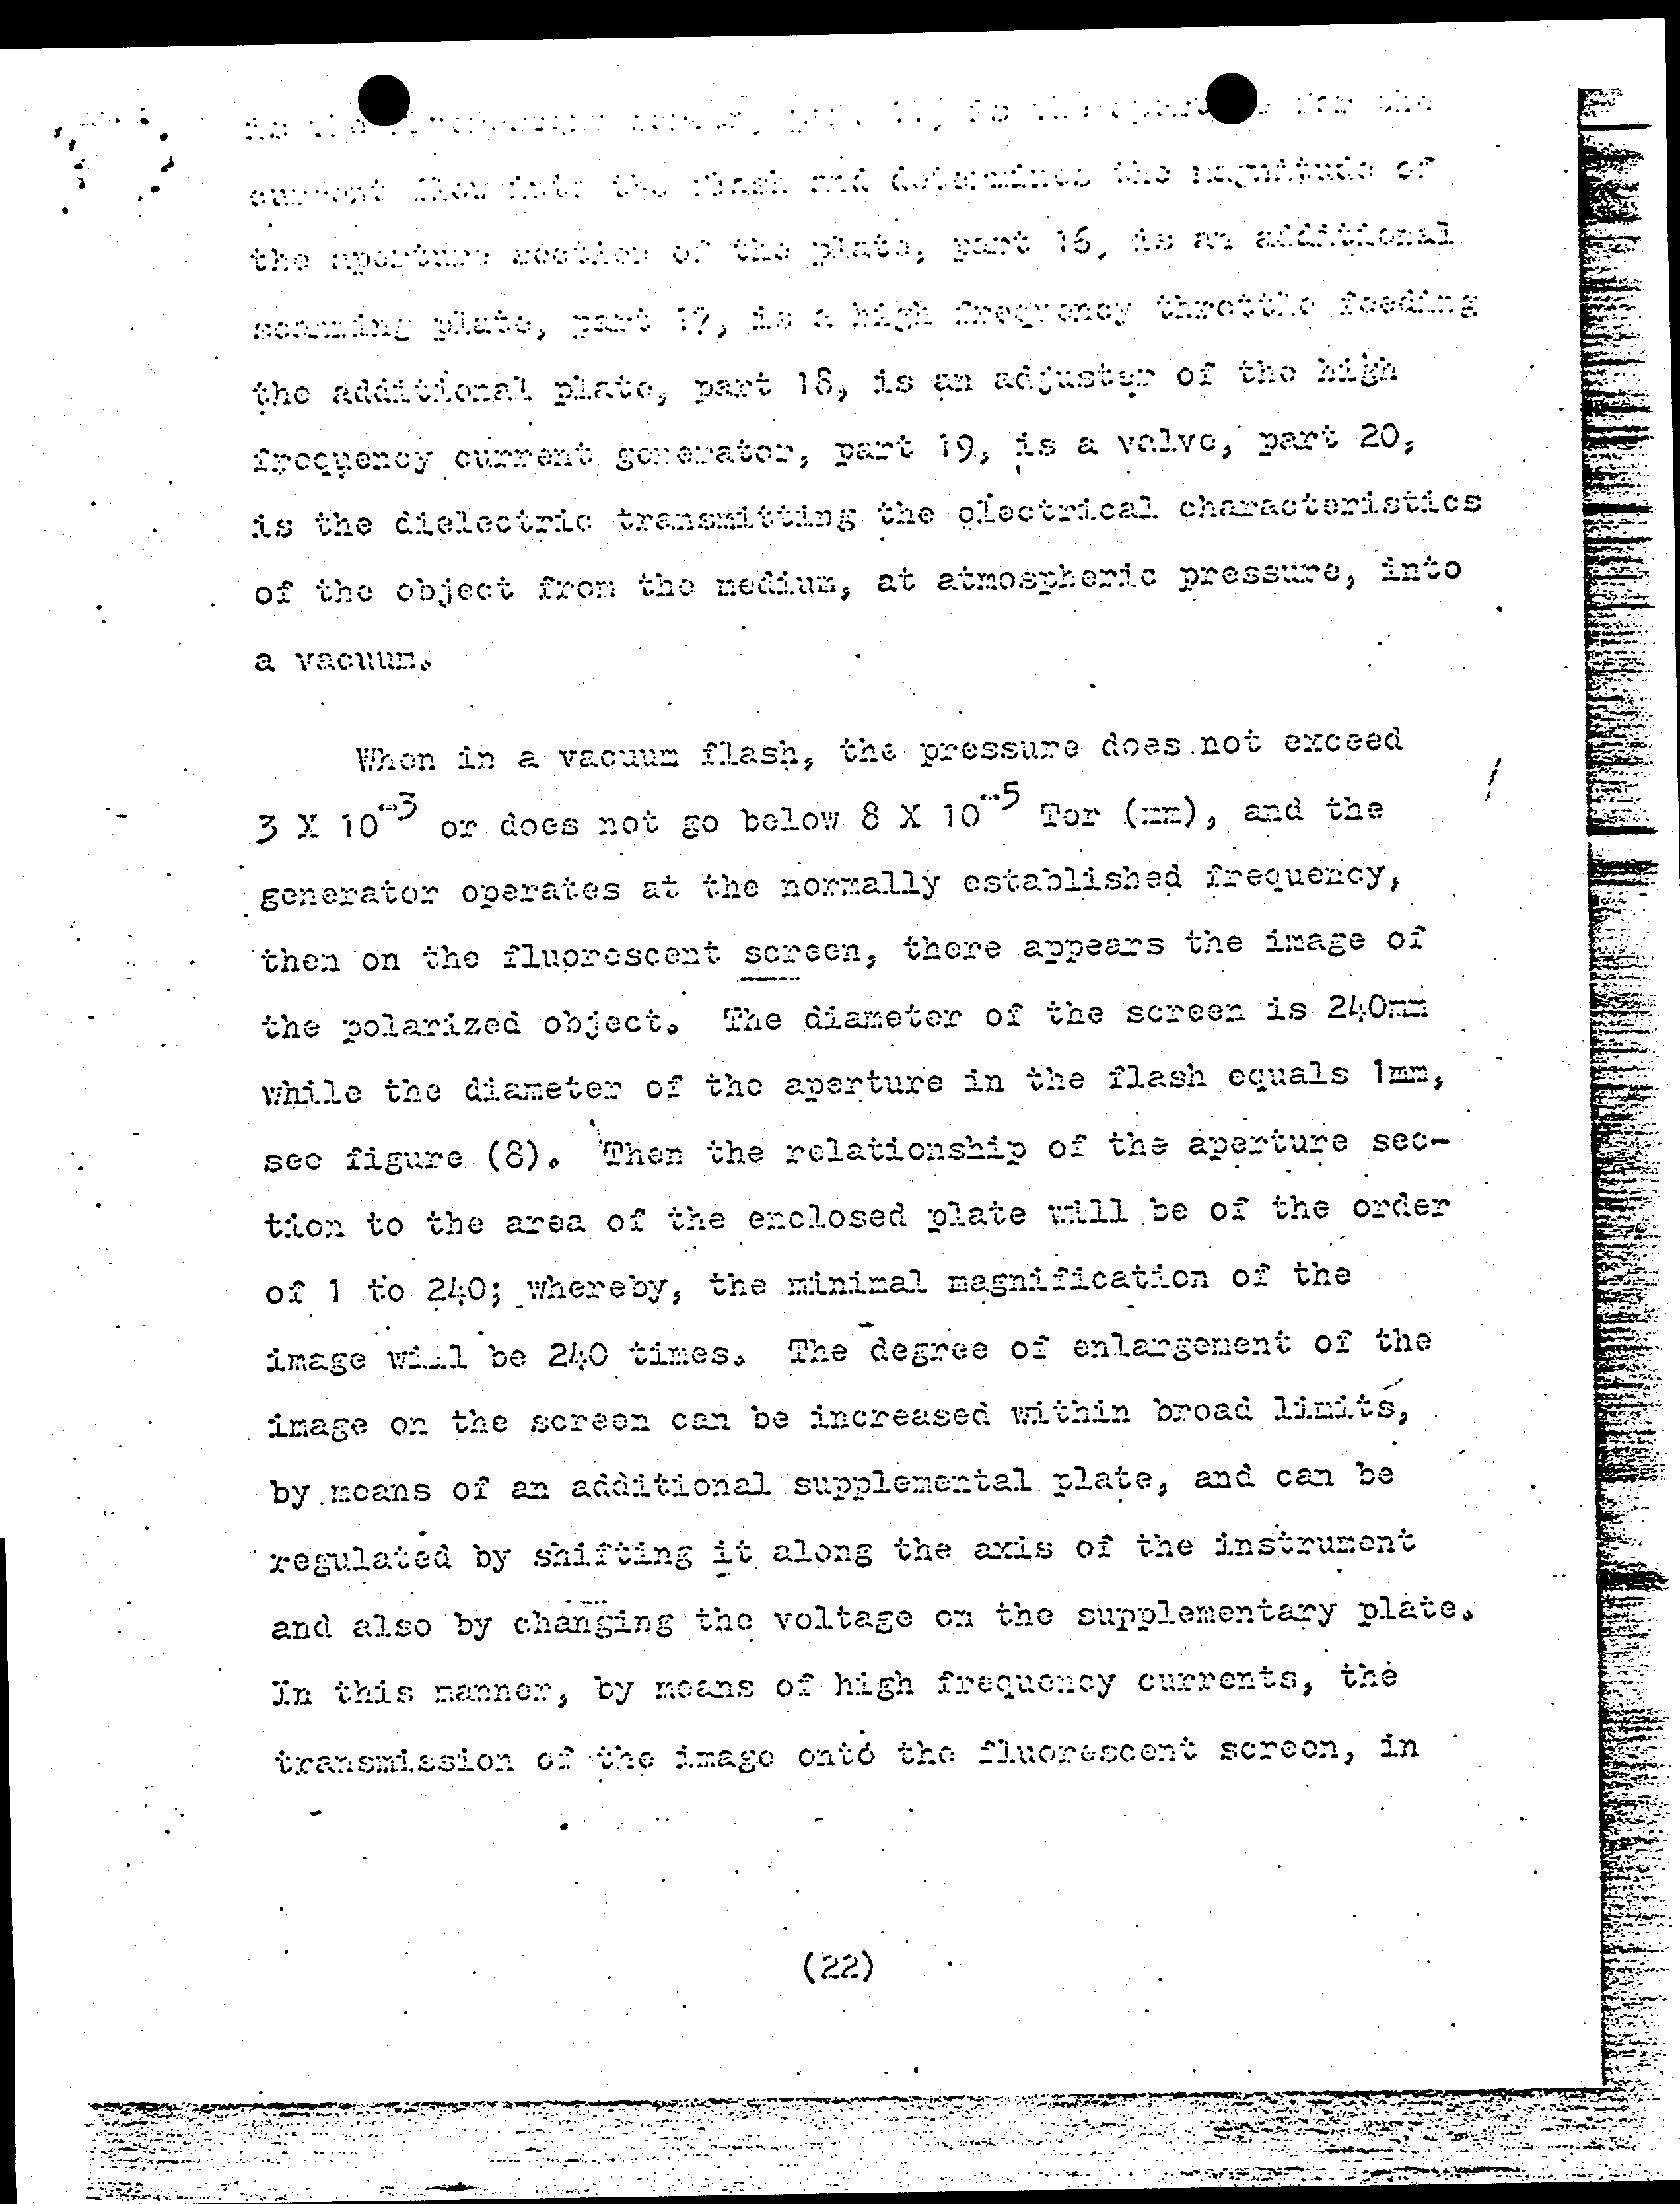 is the screen, part is the for the
current flow into the flash and determines the magnitude of
the aperture section of the plate, part 16, is an additional
scanning plate, part 17, is a high frequency throttle feeding
the additional plate, part 18, is an adjuster of the high
frequency current generator, part 19, is a valve, part 20,
is the dielectric transmitting the electrical characteristics
of the object from the medium, at atmospheric pressure, into
a vacuum.
When in a vacuum flash, the pressure does not exceed
3 X 10⁻³ or does not go below 8 X 10⁻⁵ Tor (mm), and the
generator operates at the normally established frequency,
then on the fluorescent screen, there appears the image of
the polarized object. The diameter of the screen is 240mm
while the diameter of the aperture in the flash equals 1mm,
see figure (8). Then the relationship of the aperture sec-
tion to the area of the enclosed plate will be of the order
of 1 to 240; whereby, the minimal magnification of the
image will be 240 times. The degree of enlargement of the
image on the screen can be increased within broad limits,
by means of an additional supplemental plate, and can be
regulated by shifting it along the axis of the instrument
and also by changing the voltage on the supplementary plate.
In this manner, by means of high frequency currents, the
transmission of the image onto the fluorescent screen, in
(22)